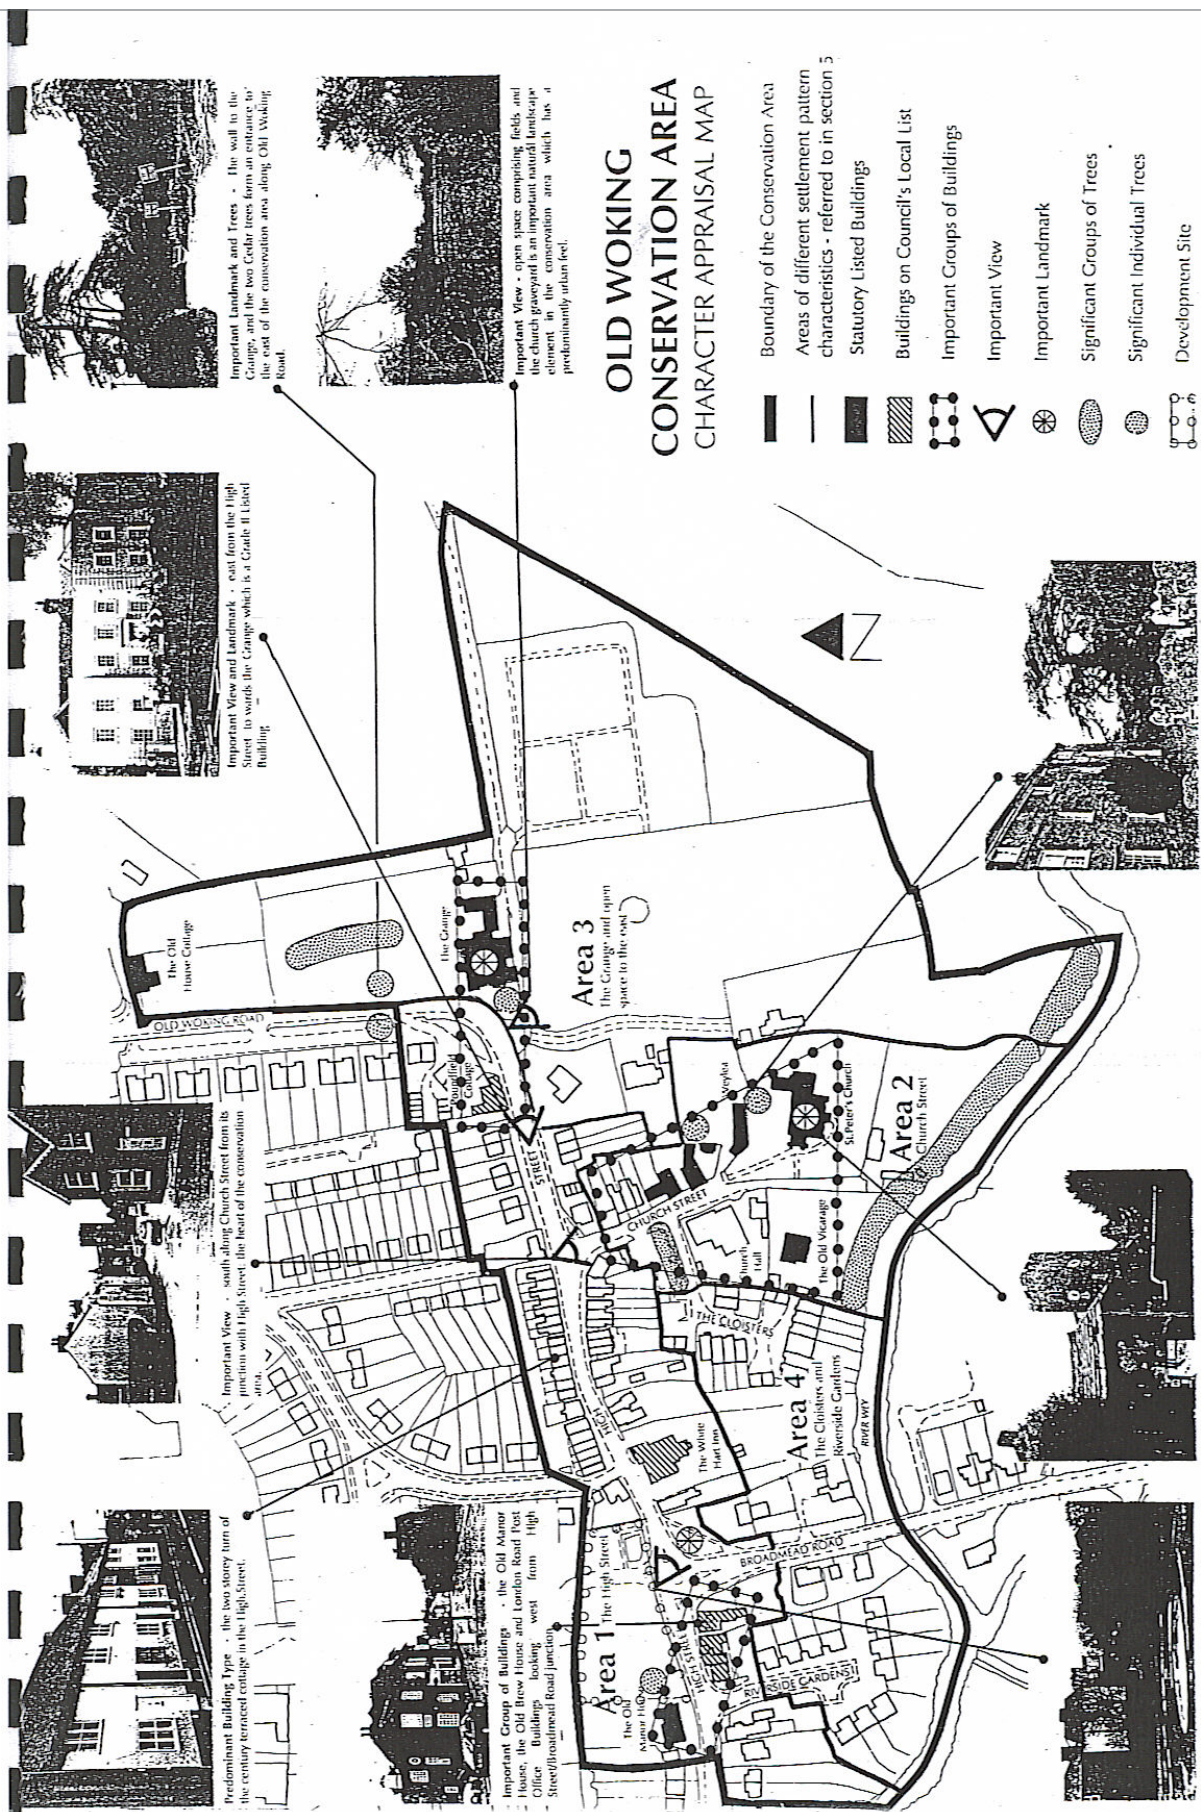 Predominant Building Type - the two storey turn of
the century terraced cottage in the High Street.
Important Group of Buildings - the Old Manor
House, the Old Brew House and London Road Post
Office Buildings looking west from High
Street/Broadmead Road junction
Important View - south along Church Street from its
junction with High Street, the heart of the conservation
area.
Important View and Landmark - east from the High
Street to wards the Grange which is a Grade II Listed
Building
Important Landmark and Trees - The wall to the
Grange, and the two Cedar trees form an entrance to
the east of the conservation area along Old Woking
Road.
Important View - open space comprising fields and
the church graveyard is an important natural landscape
element in the conservation area which has a
predominantly urban feel.
OLD WOKING
CONSERVATION AREA
CHARACTER APPRAISAL MAP
Boundary of the Conservation Area
Areas of different settlement pattern
characteristics - referred to in section 5
Statutory Listed Buildings
Buildings on Council's Local List
Important Groups of Buildings
Important View
Important Landmark
Significant Groups of Trees
Significant Individual Trees
Development Site
N
The Old
House Cottage
OLD WOKING ROAD
The Grange
Cottage
Area 3
The Grange and open
space to the east
STREET
CHURCH STREET
Weylea
St.Peter's Church
Area 2
Church Street
The Old Vicarage
Church
Hall
THE CLOISTERS
Area 4
The Cloisters and
Riverside Gardens
RIVER WEY
HIGH
The White
Hart Inn
BROADMEAD ROAD
Area 1
The High Street
The Old
Manor Hse
HIGH STREET
RIVERSIDE GARDENS